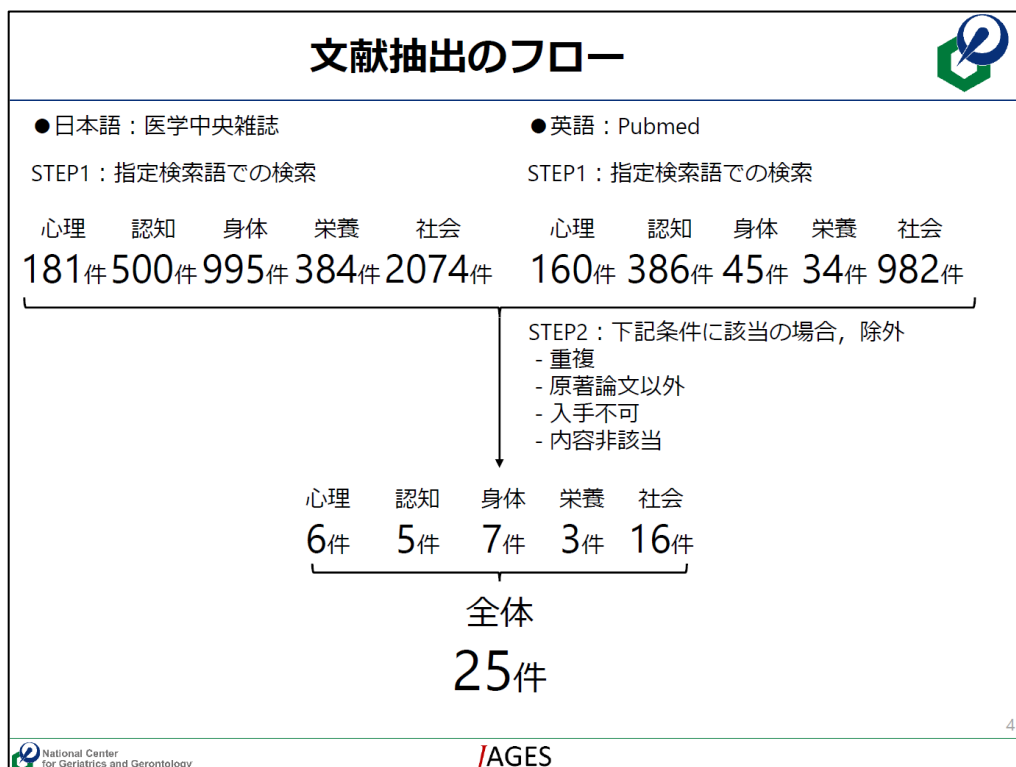 文献抽出のフロー
●日本語：医学中央雑誌
STEP1：指定検索語での検索
心理 認知 身体 栄養 社会
181件 500件 995件 384件 2074件
●英語：Pubmed
STEP1：指定検索語での検索
心理 認知 身体 栄養 社会
160件 386件 45件 34件 982件
STEP2：下記条件に該当の場合，除外
- 重複
- 原著論文以外
- 入手不可
- 内容非該当
心理 認知 身体 栄養 社会
6件 5件 7件 3件 16件
全体
25件
4
National Center
for Geriatrics and Gerontology
JAGES